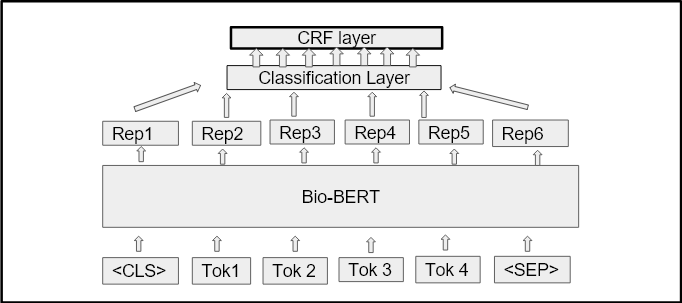 CRF layer
Classification Layer
Rep1 Rep2 Rep3 Rep4 Rep5 Rep6
Bio-BERT
<CLS> Tok1 Tok 2 Tok 3 Tok 4 <SEP>